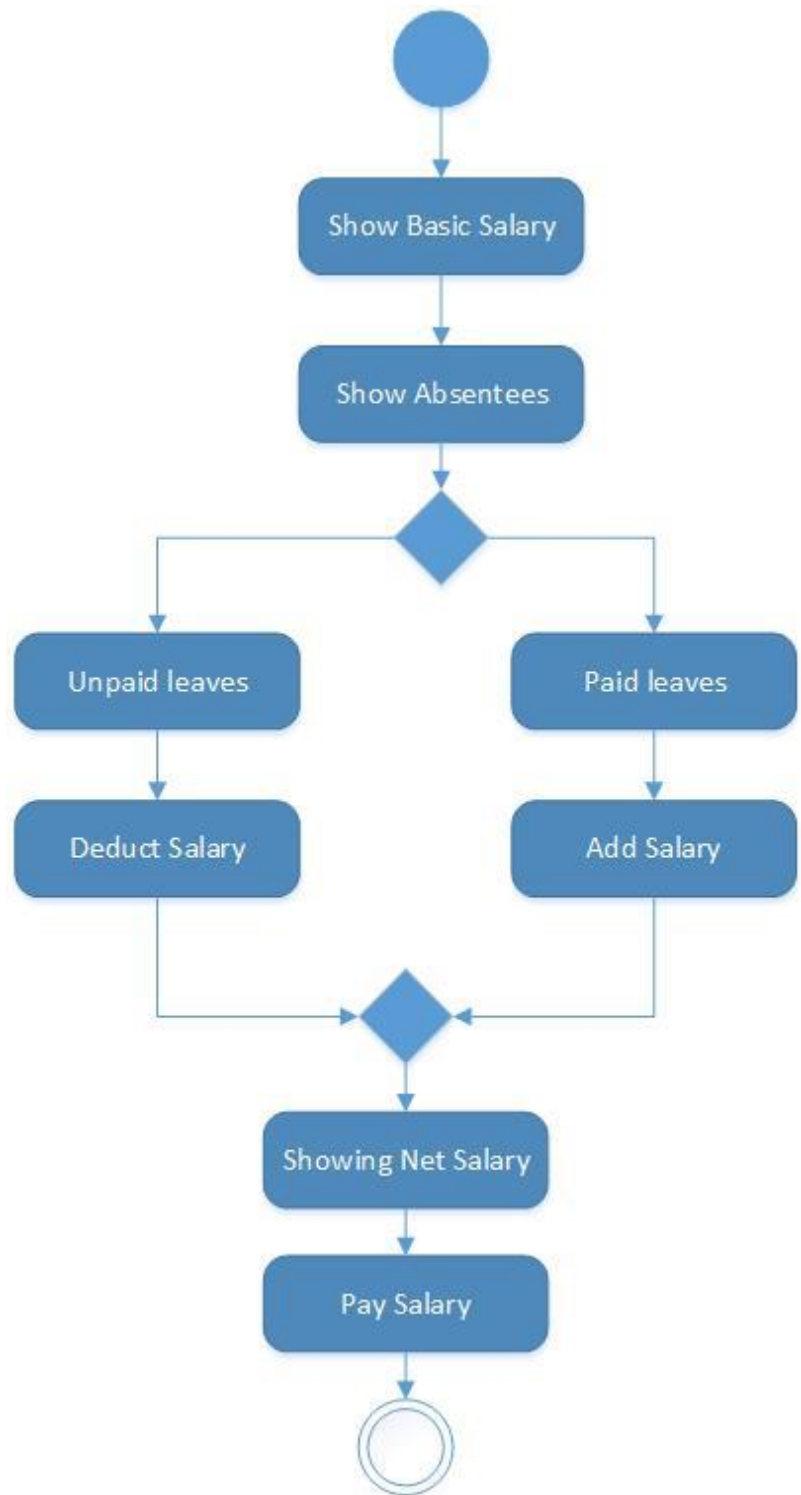 Show Basic Salary
Show Absentees
Unpaid leaves
Paid leaves
Deduct Salary
Add Salary
Showing Net Salary
Pay Salary